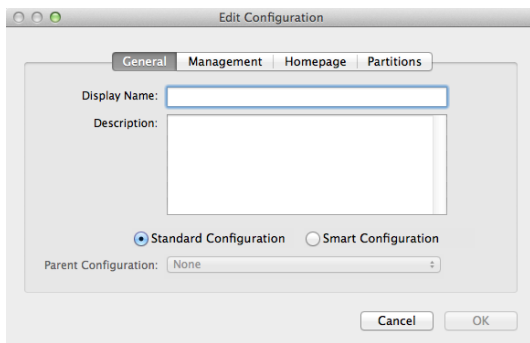 Edit Configuration
General Management Homepage Partitions
Display Name:
Description:
Standard Configuration Smart Configuration
Parent Configuration: None
Cancel OK